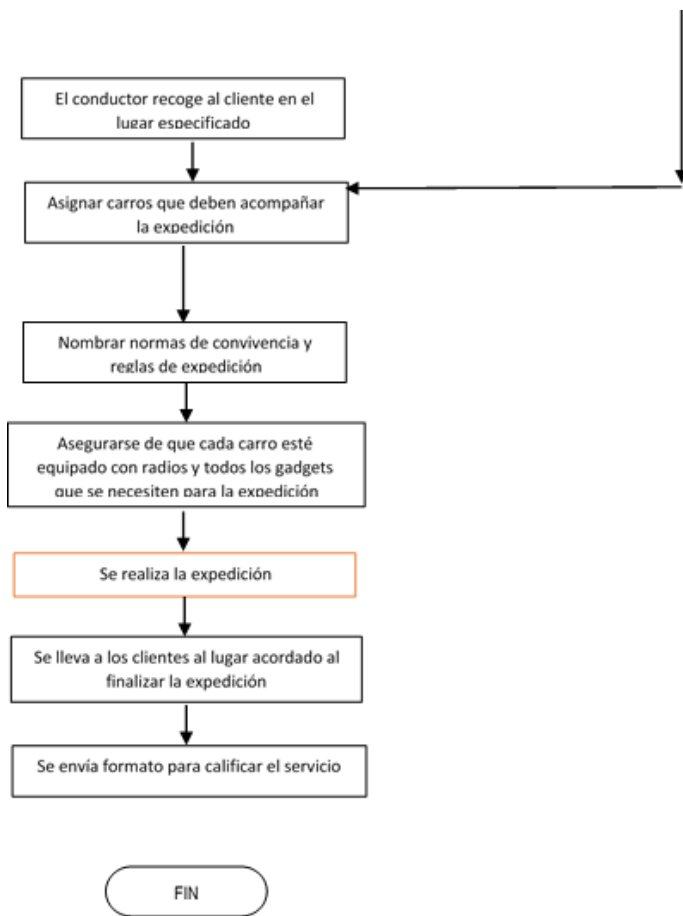 El conductor recoge al cliente en el
lugar especificado
Asignar carros que deben acompañar
la expedición
Nombrar normas de convivencia y
reglas de expedición
Asegurarse de que cada carro esté
equipado con radios y todos los gadgets
que se necesiten para la expedición
Se realiza la expedición
Se lleva a los clientes al lugar acordado al
finalizar la expedición
Se envía formato para calificar el servicio
FIN